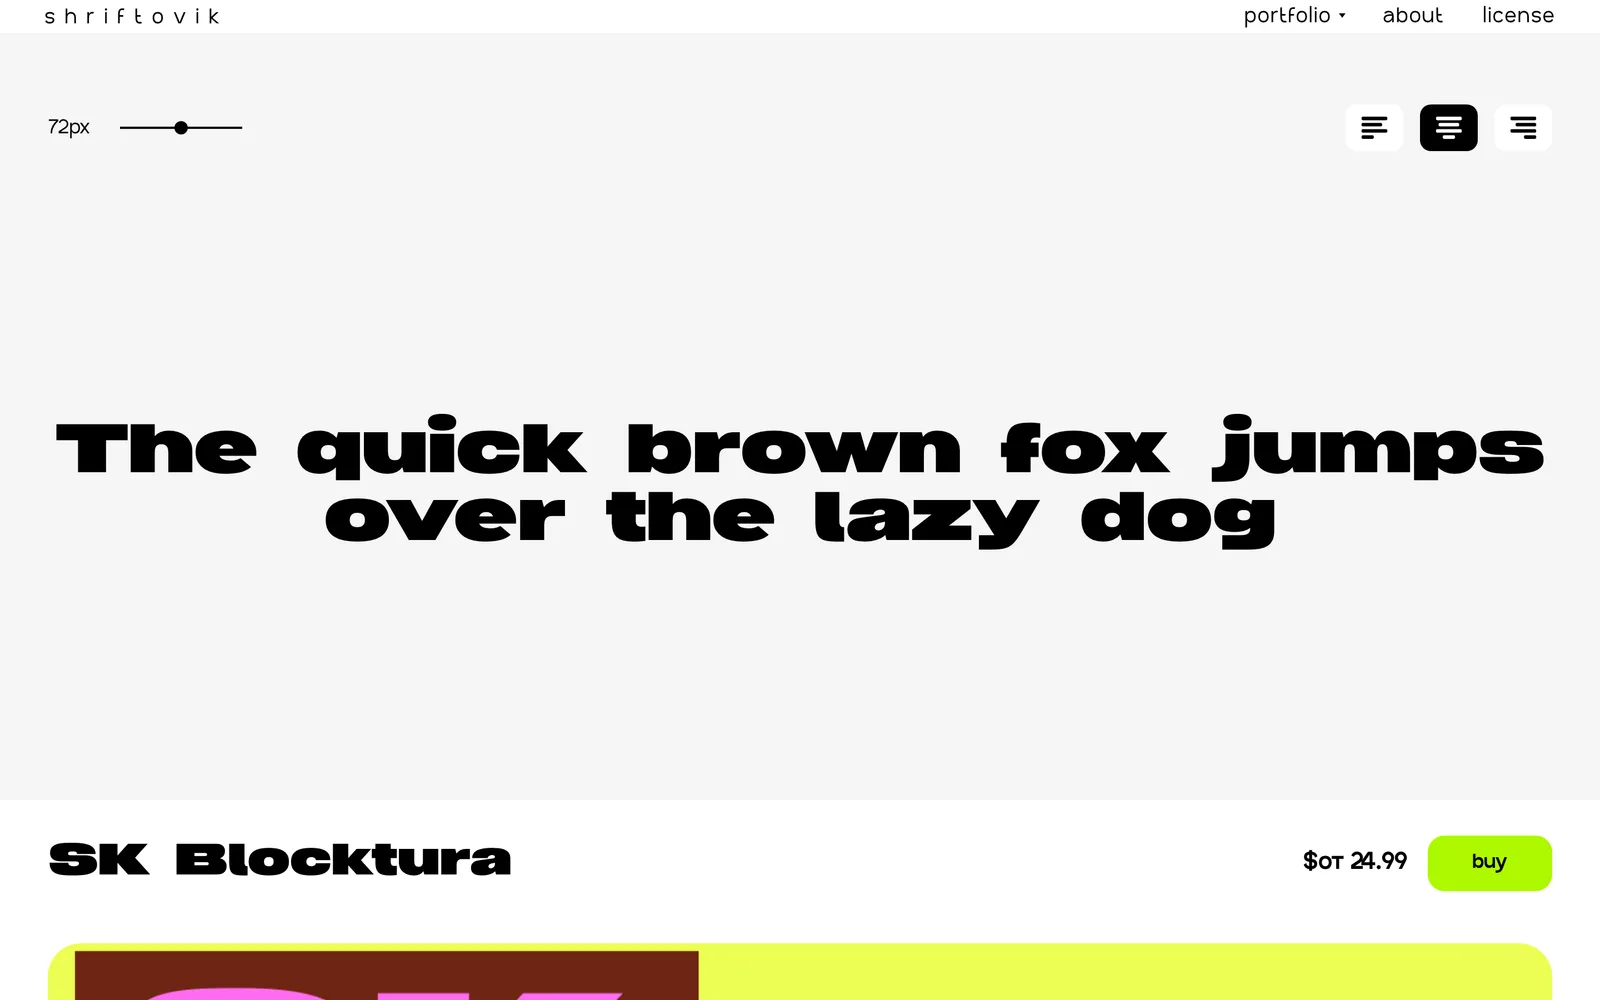 shriftovik
portfolio ▾ about license
72px
The quick brown fox jumps
over the lazy dog
SK Blocktura
$от 24.99 buy
SK